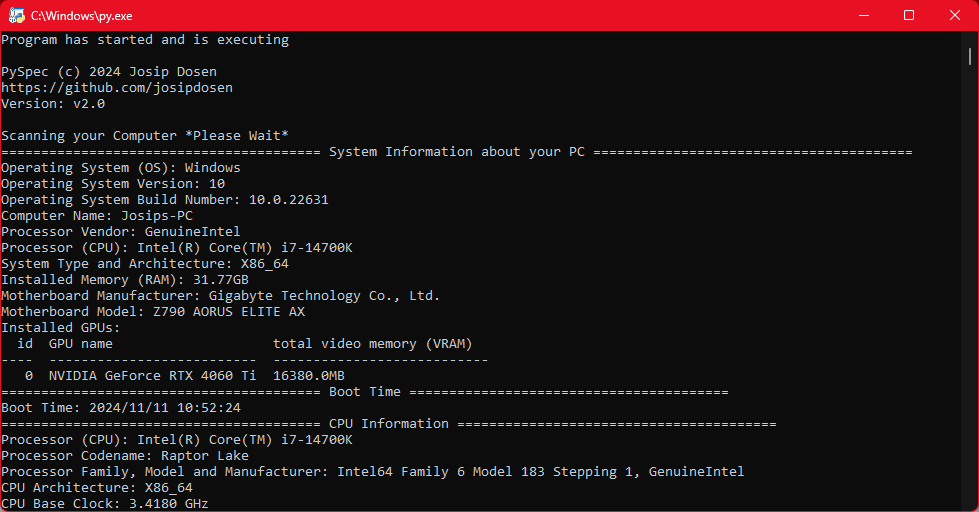 C:\Windows\py.exe
Program has started and is executing
PySpec (c) 2024 Josip Dosen
https://github.com/josipdosen
Version: v2.0
Scanning your Computer *Please Wait*
======================================== System Information about your PC ========================================
Operating System (OS): Windows
Operating System Version: 10
Operating System Build Number: 10.0.22631
Computer Name: Josips-PC
Processor Vendor: GenuineIntel
Processor (CPU): Intel(R) Core(TM) i7-14700K
System Type and Architecture: X86_64
Installed Memory (RAM): 31.77GB
Motherboard Manufacturer: Gigabyte Technology Co., Ltd.
Motherboard Model: Z790 AORUS ELITE AX
Installed GPUs:
  id  GPU name                    total video memory (VRAM)
----  --------------------------  ---------------------------
   0  NVIDIA GeForce RTX 4060 Ti  16380.0MB
======================================== Boot Time ========================================
Boot Time: 2024/11/11 10:52:24
======================================== CPU Information ========================================
Processor (CPU): Intel(R) Core(TM) i7-14700K
Processor Codename: Raptor Lake
Processor Family, Model and Manufacturer: Intel64 Family 6 Model 183 Stepping 1, GenuineIntel
CPU Architecture: X86_64
CPU Base Clock: 3.4180 GHz